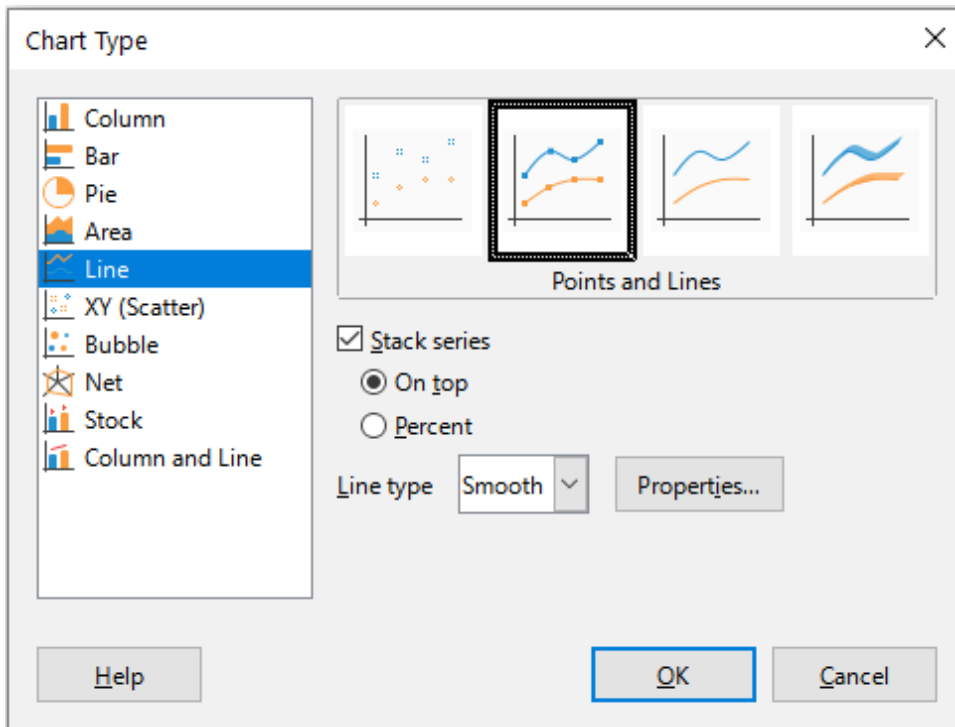 Chart Type
Column
Bar
Pie
Area
Line
XY (Scatter)
Bubble
Net
Stock
Column and Line
Points and Lines
Stack series
On top
Percent
Line type
Smooth
Properties...
Help
OK
Cancel